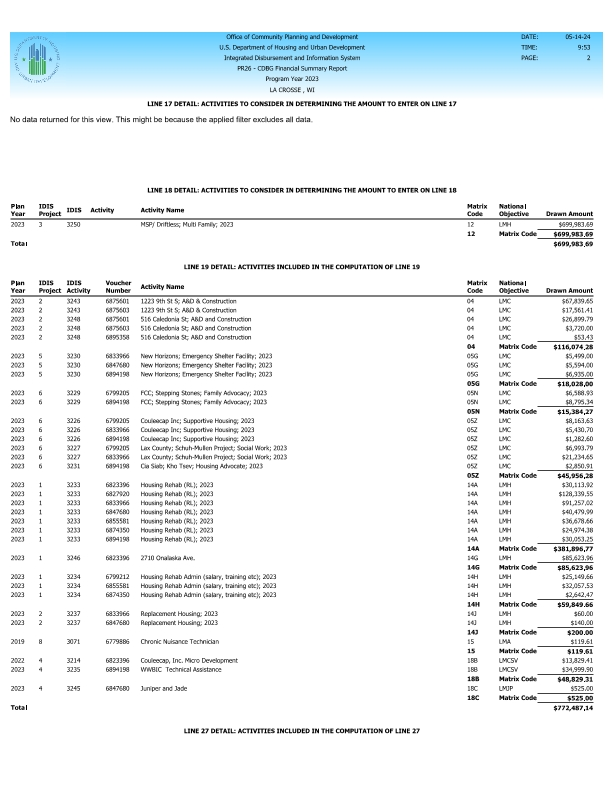 Office of Community Planning and Development
U.S. Department of Housing and Urban Development
Integrated Disbursement and Information System
PR26 - CDBG Financial Summary Report
Program Year 2023
LA CROSSE , WI
DATE: 05-14-24
TIME: 9:53
PAGE: 2
LINE 17 DETAIL: ACTIVITIES TO CONSIDER IN DETERMINING THE AMOUNT TO ENTER ON LINE 17
No data returned for this view. This might be because the applied filter excludes all data.
LINE 18 DETAIL: ACTIVITIES TO CONSIDER IN DETERMINING THE AMOUNT TO ENTER ON LINE 18
Plan Year IDIS Project IDIS Activity Activity Name Matrix Code National Objective Drawn Amount
2023 3 3250 MSP/ Driftless; Multi Family; 2023 12 LMH $699,983.69
12 Matrix Code $699,983.69
Total $699,983.69
LINE 19 DETAIL: ACTIVITIES INCLUDED IN THE COMPUTATION OF LINE 19
Plan Year IDIS Project IDIS Activity Voucher Number Activity Name Matrix Code National Objective Drawn Amount
2023 2 3243 6875601 1223 9th St S; A&D & Construction 04 LMC $67,839.65
2023 2 3243 6875603 1223 9th St S; A&D & Construction 04 LMC $17,561.41
2023 2 3248 6875601 516 Caledonia St; A&D and Construction 04 LMC $26,899.79
2023 2 3248 6875603 516 Caledonia St; A&D and Construction 04 LMC $3,720.00
2023 2 3248 6895358 516 Caledonia St; A&D and Construction 04 LMC $53.43
04 Matrix Code $116,074.28
2023 5 3230 6833966 New Horizons; Emergency Shelter Facility; 2023 05G LMC $5,499.00
2023 5 3230 6847680 New Horizons; Emergency Shelter Facility; 2023 05G LMC $5,594.00
2023 5 3230 6894198 New Horizons; Emergency Shelter Facility; 2023 05G LMC $6,935.00
05G Matrix Code $18,028.00
2023 6 3229 6799205 FCC; Stepping Stones; Family Advocacy; 2023 05N LMC $6,588.93
2023 6 3229 6894198 FCC; Stepping Stones; Family Advocacy; 2023 05N LMC $8,795.34
05N Matrix Code $15,384.27
2023 6 3226 6799205 Couleecap Inc; Supportive Housing; 2023 05Z LMC $8,163.63
2023 6 3226 6833966 Couleecap Inc; Supportive Housing; 2023 05Z LMC $5,430.70
2023 6 3226 6894198 Couleecap Inc; Supportive Housing; 2023 05Z LMC $1,282.60
2023 6 3227 6799205 Lax County; Schuh-Mullen Project; Social Work; 2023 05Z LMC $6,993.79
2023 6 3227 6833966 Lax County; Schuh-Mullen Project; Social Work; 2023 05Z LMC $21,234.65
2023 6 3231 6894198 Cia Siab; Kho Tsev; Housing Advocate; 2023 05Z LMC $2,850.91
05Z Matrix Code $45,956.28
2023 1 3233 6823396 Housing Rehab (RL); 2023 14A LMH $30,113.92
2023 1 3233 6827920 Housing Rehab (RL); 2023 14A LMH $128,339.55
2023 1 3233 6833966 Housing Rehab (RL); 2023 14A LMH $91,257.02
2023 1 3233 6847680 Housing Rehab (RL); 2023 14A LMH $40,479.99
2023 1 3233 6855581 Housing Rehab (RL); 2023 14A LMH $36,678.66
2023 1 3233 6874350 Housing Rehab (RL); 2023 14A LMH $24,974.38
2023 1 3233 6894198 Housing Rehab (RL); 2023 14A LMH $30,053.25
14A Matrix Code $381,896.77
2023 1 3246 6823396 2710 Onalaska Ave. 14G LMH $85,623.96
14G Matrix Code $85,623.96
2023 1 3234 6799212 Housing Rehab Admin (salary, training etc); 2023 14H LMH $25,149.66
2023 1 3234 6855581 Housing Rehab Admin (salary, training etc); 2023 14H LMH $32,057.53
2023 1 3234 6874350 Housing Rehab Admin (salary, training etc); 2023 14H LMH $2,642.47
14H Matrix Code $59,849.66
2023 2 3237 6833966 Replacement Housing; 2023 14J LMH $60.00
2023 2 3237 6847680 Replacement Housing; 2023 14J LMH $140.00
14J Matrix Code $200.00
2019 8 3071 6779886 Chronic Nuisance Technician 15 LMA $119.61
15 Matrix Code $119.61
2022 4 3214 6823396 Couleecap, Inc. Micro Development 18B LMCSV $13,829.41
2023 4 3235 6894198 WWBIC Technical Assistance 18B LMCSV $34,999.90
18B Matrix Code $48,829.31
2023 4 3245 6847680 Juniper and Jade 18C LMJP $525.00
18C Matrix Code $525.00
Total $772,487.14
LINE 27 DETAIL: ACTIVITIES INCLUDED IN THE COMPUTATION OF LINE 27